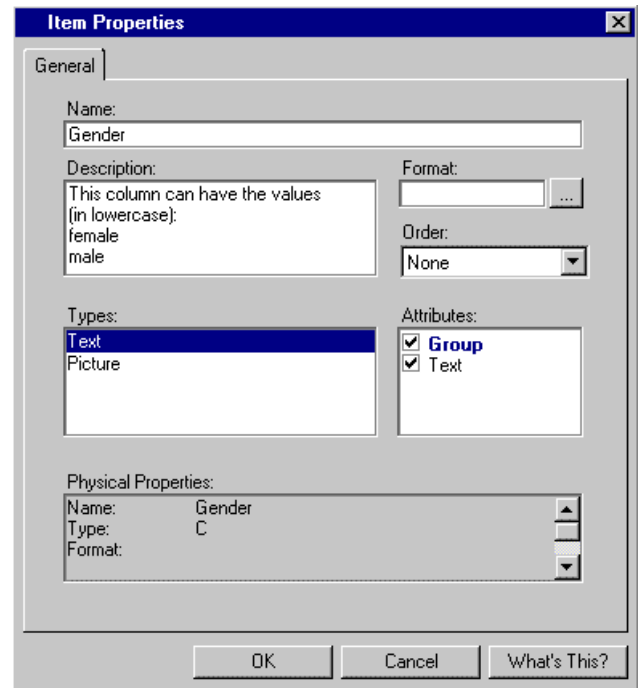 Item Properties
General
Name:
Gender
Description:
This column can have the values
(in lowercase):
female
male
Format:
...
Order:
None
Types:
Text
Picture
Attributes:
Group
Text
Physical Properties:
Name: Gender
Type: C
Format:
OK Cancel What's This?